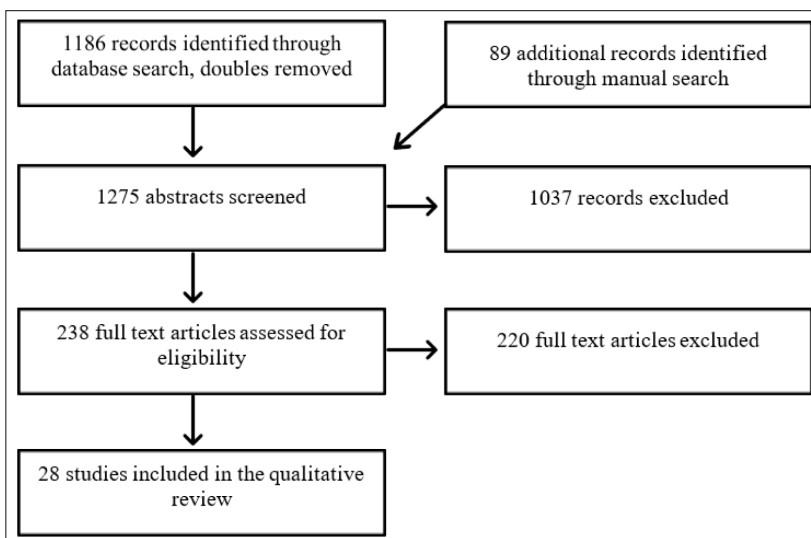 1186 records identified through
database search, doubles removed
89 additional records identified
through manual search
1275 abstracts screened
1037 records excluded
238 full text articles assessed for
eligibility
220 full text articles excluded
28 studies included in the qualitative
review